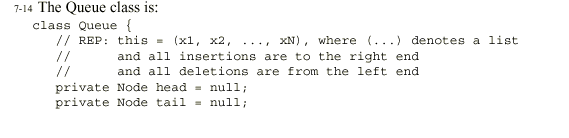 7-14 The Queue class is:
class Queue {
// REP: this = (x1, x2, ..., xN), where (...) denotes a list
// and all insertions are to the right end
// and all deletions are from the left end
private Node head = null;
private Node tail = null;